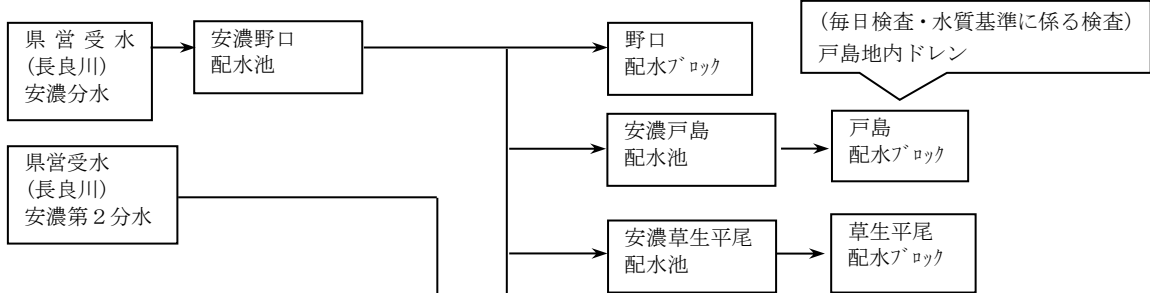 県営受水
(長良川)
安濃分水
安濃野口
配水池
野口
配水ﾌﾞﾛｯｸ
(毎日検査・水質基準に係る検査)
戸島地内ドレン
安濃戸島
配水池
戸島
配水ﾌﾞﾛｯｸ
県営受水
(長良川)
安濃第２分水
安濃草生平尾
配水池
草生平尾
配水ﾌﾞﾛｯｸ